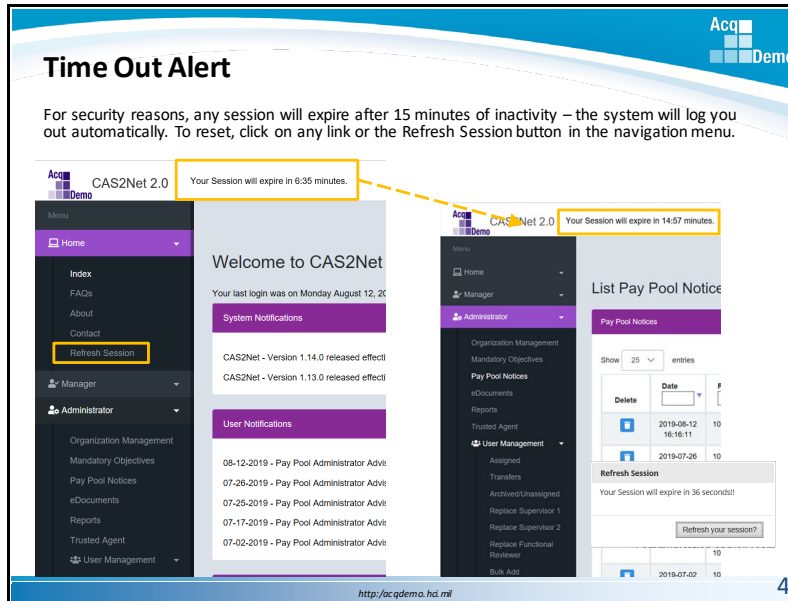 Acq
Demo
Time Out Alert
For security reasons, any session will expire after 15 minutes of inactivity – the system will log you
out automatically. To reset, click on any link or the Refresh Session button in the navigation menu.
Acq
Demo
CAS2Net 2.0
Your Session will expire in 6:35 minutes.
Menu
Home
Index
FAQs
About
Contact
Refresh Session
Manager
Administrator
Organization Management
Mandatory Objectives
Pay Pool Notices
eDocuments
Reports
Trusted Agent
User Management
Welcome to CAS2Net
Your last login was on Monday August 12, 20
System Notifications
CAS2Net - Version 1.14.0 released effecti
CAS2Net - Version 1.13.0 released effecti
User Notifications
08-12-2019 - Pay Pool Administrator Advis
07-26-2019 - Pay Pool Administrator Advis
07-25-2019 - Pay Pool Administrator Advis
07-17-2019 - Pay Pool Administrator Advis
07-02-2019 - Pay Pool Administrator Advis
Acq
Demo
CAS2Net 2.0
Your Session will expire in 14:57 minutes.
Menu
Home
Manager
Administrator
Organization Management
Mandatory Objectives
Pay Pool Notices
eDocuments
Reports
Trusted Agent
User Management
Assigned
Transfers
Archived/Unassigned
Replace Supervisor 1
Replace Supervisor 2
Replace Functional
Reviewer
Bulk Add
List Pay Pool Notice
Pay Pool Notices
Show 25 entries
Delete
Date
2019-08-12
16:16:11
10
2019-07-26
10
Refresh Session
Your Session will expire in 36 seconds!!
Refresh your session?
10
2019-07-02
10
http:/acqdemo.hci.mil
4